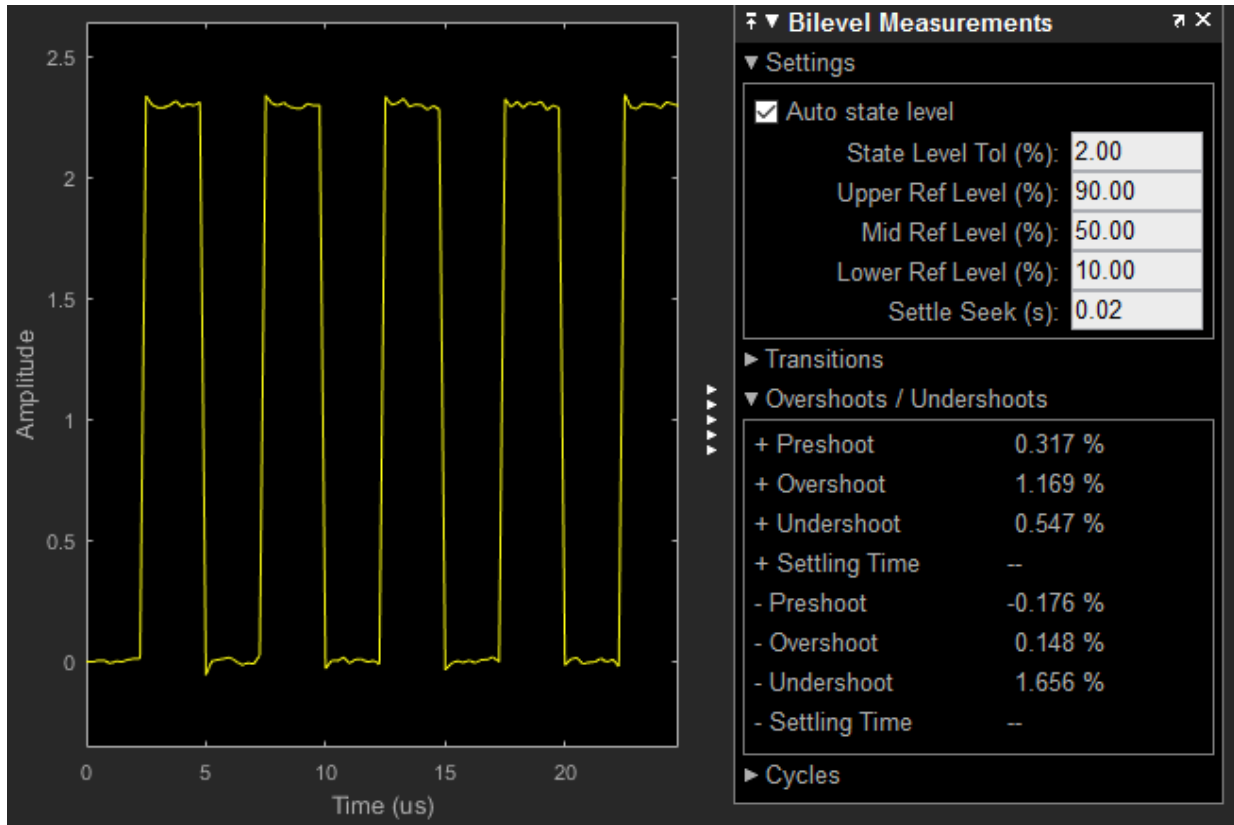 2.5
2
1.5
1
0.5
0
Amplitude
0 5 10 15 20
Time (us)
Bilevel Measurements
Settings
Auto state level
State Level Tol (%): 2.00
Upper Ref Level (%): 90.00
Mid Ref Level (%): 50.00
Lower Ref Level (%): 10.00
Settle Seek (s): 0.02
Transitions
Overshoots / Undershoots
+ Preshoot 0.317 %
+ Overshoot 1.169 %
+ Undershoot 0.547 %
+ Settling Time --
- Preshoot -0.176 %
- Overshoot 0.148 %
- Undershoot 1.656 %
- Settling Time --
Cycles